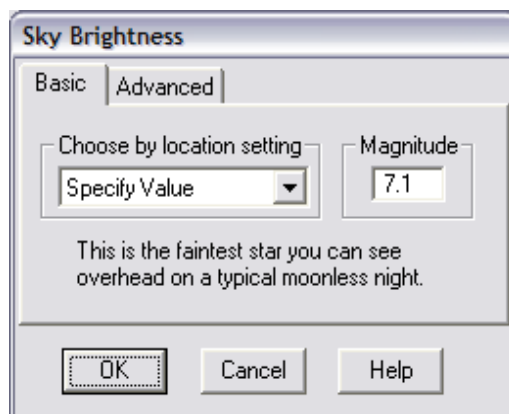 Sky Brightness
Basic Advanced
Choose by location setting Magnitude
Specify Value 7.1
This is the faintest star you can see
overhead on a typical moonless night.
OK Cancel Help